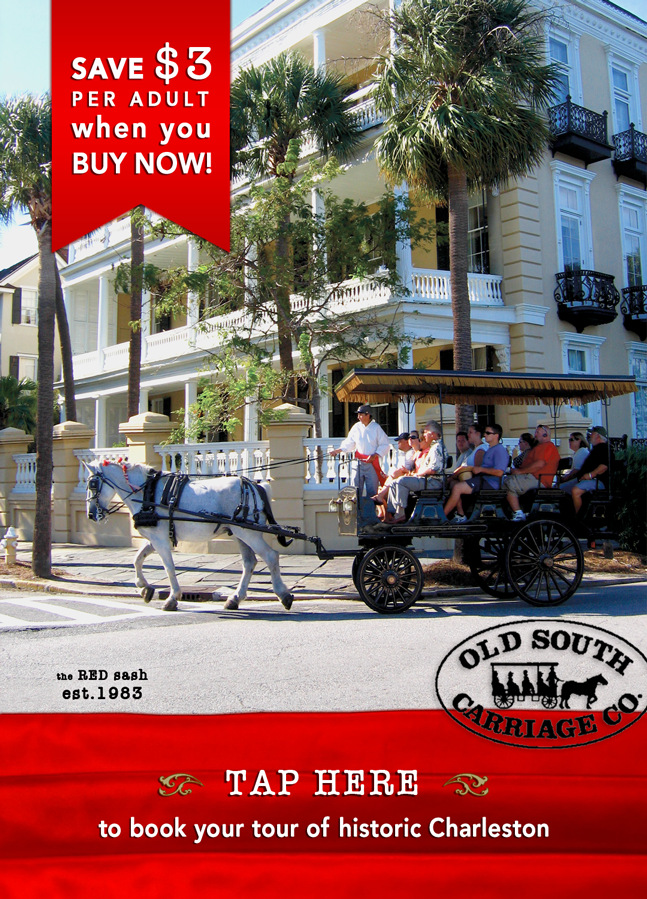 SAVE $3
PER ADULT
when you
BUY NOW!
the RED sash
est.1983
OLD SOUTH
CARRIAGE CO.
TAP HERE
to book your tour of historic Charleston